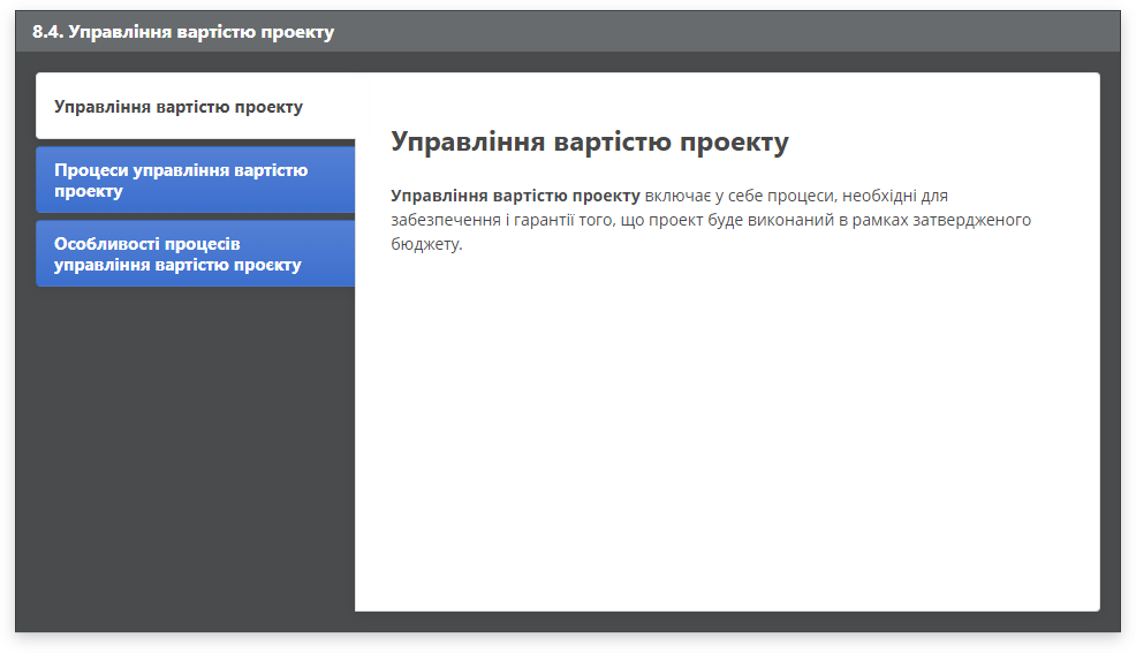 8.4. Управління вартістю проекту
Управління вартістю проекту
Процеси управління вартістю
проекту
Особливості процесів
управління вартістю проєкту
Управління вартістю проекту
Управління вартістю проекту включає у себе процеси, необхідні для
забезпечення і гарантії того, що проект буде виконаний в рамках затвердженого
бюджету.